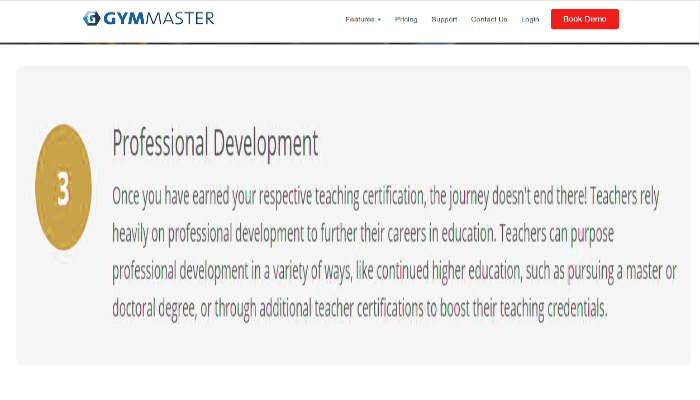 GYMMASTER Features Pricing Support Contact Us Login Book Demo
3
Professional Development
Once you have earned your respective teaching certification, the journey doesn't end there! Teachers rely
heavily on professional development to further their careers in education. Teachers can purpose
professional development in a variety of ways, like continued higher education, such as pursuing a master or
doctoral degree, or through additional teacher certifications to boost their teaching credentials.